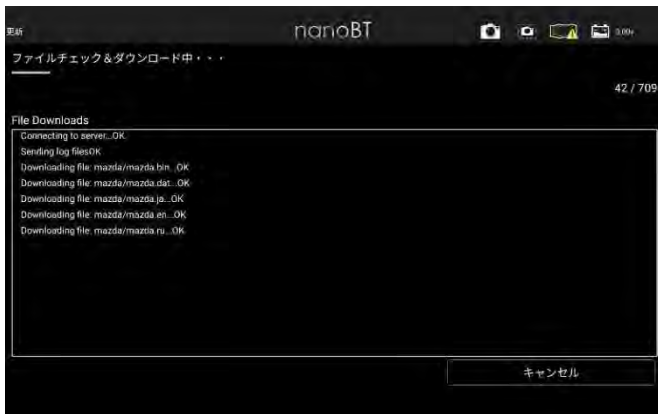 更新
nanoBT
0.00v
ファイルチェック＆ダウンロード中・・・
42 / 709
File Downloads
Connecting to server...OK
Sending log filesOK
Downloading file: mazda/mazda.bin...OK
Downloading file: mazda/mazda.dat...OK
Downloading file: mazda/mazda.ja...OK
Downloading file: mazda/mazda.en...OK
Downloading file: mazda/mazda.ru...OK
キャンセル